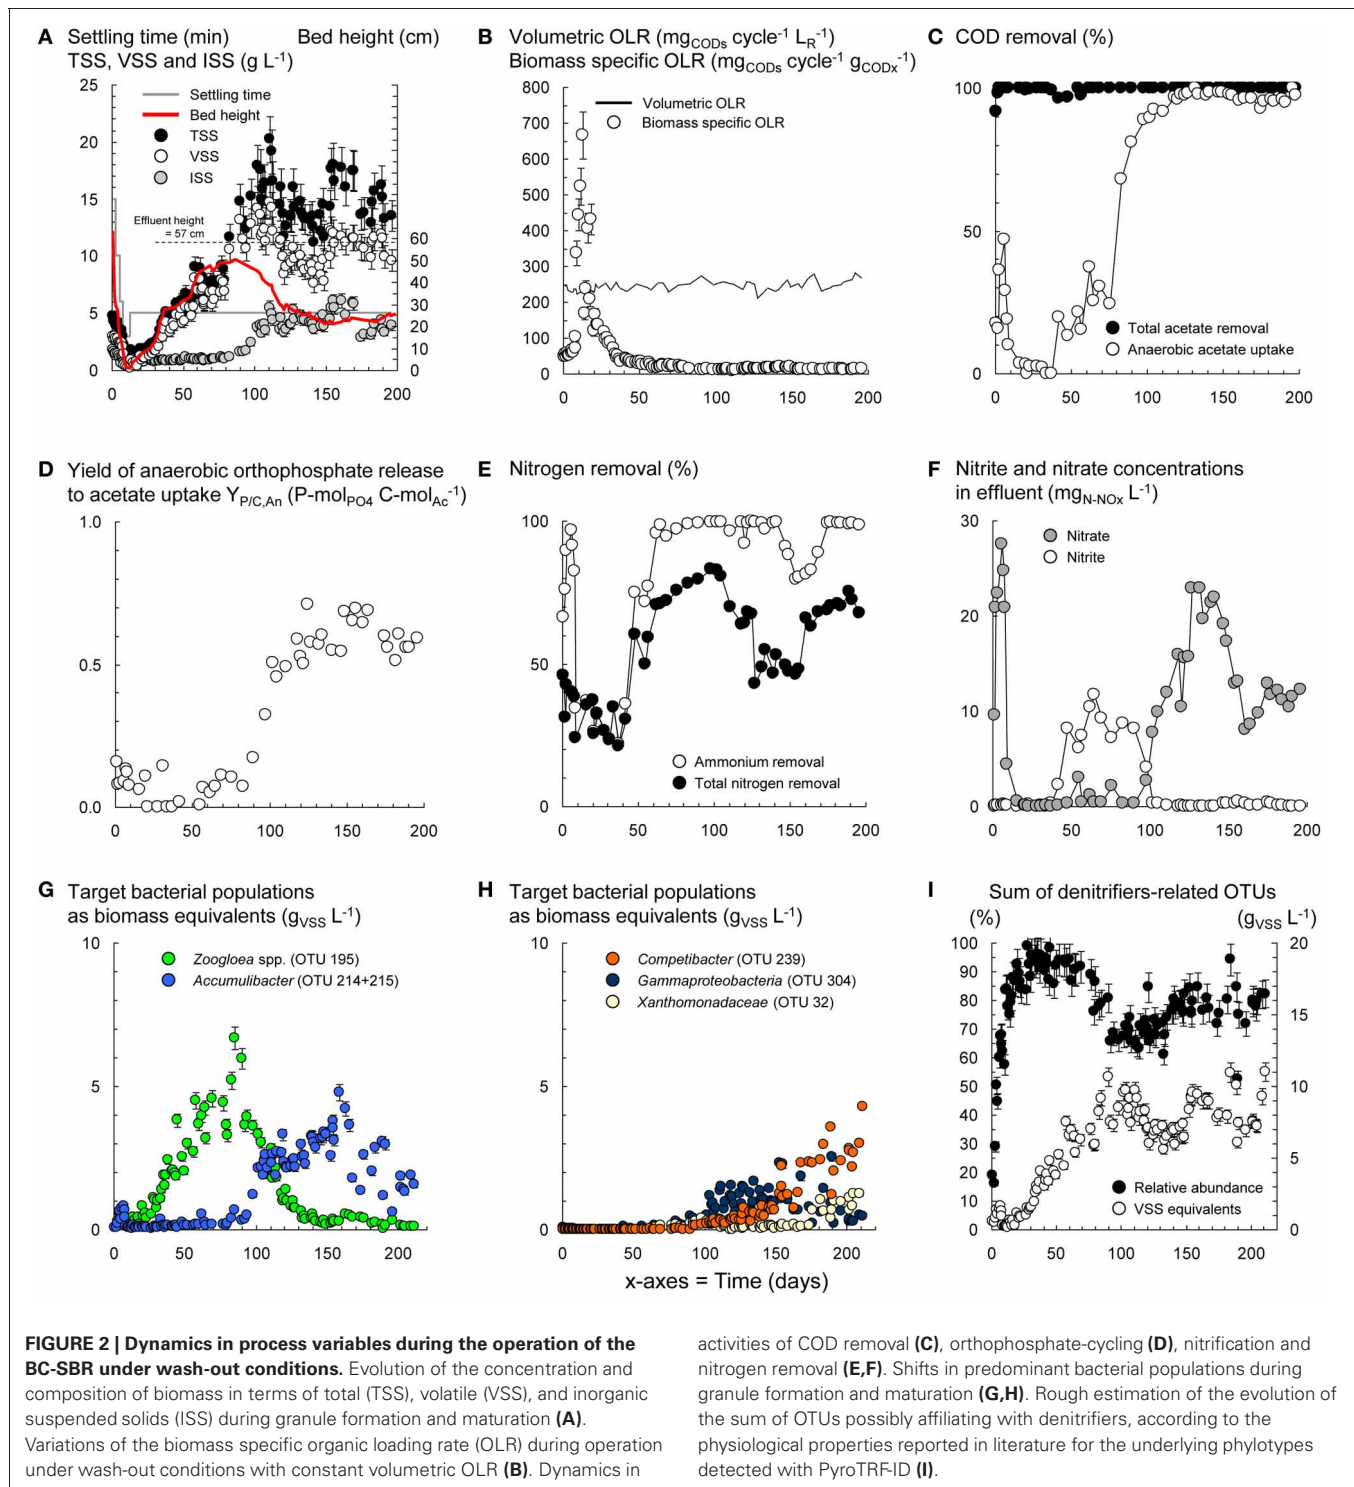 A Settling time (min) Bed height (cm)
TSS, VSS and ISS (g L-1)
25
20
15
10
5
0
Settling time
Bed height
TSS
VSS
ISS
Effluent height
= 57 cm
60
50
40
30
20
10
0
0 50 100 150 200
B Volumetric OLR (mgCODs cycle-1 LR-1)
Biomass specific OLR (mgCODs cycle-1 gCODx-1)
800
700
600
500
400
300
200
100
0
Volumetric OLR
Biomass specific OLR
0 50 100 150 200
C COD removal (%)
100
50
0
Total acetate removal
Anaerobic acetate uptake
0 50 100 150 200
D Yield of anaerobic orthophosphate release
to acetate uptake YP/C,An (P-molPO4 C-molAc-1)
1.0
0.5
0.0
0 50 100 150 200
E Nitrogen removal (%)
100
50
0
Ammonium removal
Total nitrogen removal
0 50 100 150 200
F Nitrite and nitrate concentrations
in effluent (mgN-NOx L-1)
30
20
10
0
Nitrate
Nitrite
0 50 100 150 200
G Target bacterial populations
as biomass equivalents (gVSS L-1)
10
5
0
Zoogloea spp. (OTU 195)
Accumulibacter (OTU 214+215)
0 50 100 150 200
H Target bacterial populations
as biomass equivalents (gVSS L-1)
10
5
0
Competibacter (OTU 239)
Gammaproteobacteria (OTU 304)
Xanthomonadaceae (OTU 32)
0 50 100 150 200
x-axes = Time (days)
I Sum of denitrifiers-related OTUs
(%) (gVSS L-1)
100
90
80
70
60
50
40
30
20
10
0
20
15
10
5
0
Relative abundance
VSS equivalents
0 50 100 150 200
FIGURE 2 | Dynamics in process variables during the operation of the
BC-SBR under wash-out conditions. Evolution of the concentration and
composition of biomass in terms of total (TSS), volatile (VSS), and inorganic
suspended solids (ISS) during granule formation and maturation (A).
Variations of the biomass specific organic loading rate (OLR) during operation
under wash-out conditions with constant volumetric OLR (B). Dynamics in
activities of COD removal (C), orthophosphate-cycling (D), nitrification and
nitrogen removal (E,F). Shifts in predominant bacterial populations during
granule formation and maturation (G,H). Rough estimation of the evolution of
the sum of OTUs possibly affiliating with denitrifiers, according to the
physiological properties reported in literature for the underlying phylotypes
detected with PyroTRF-ID (I).